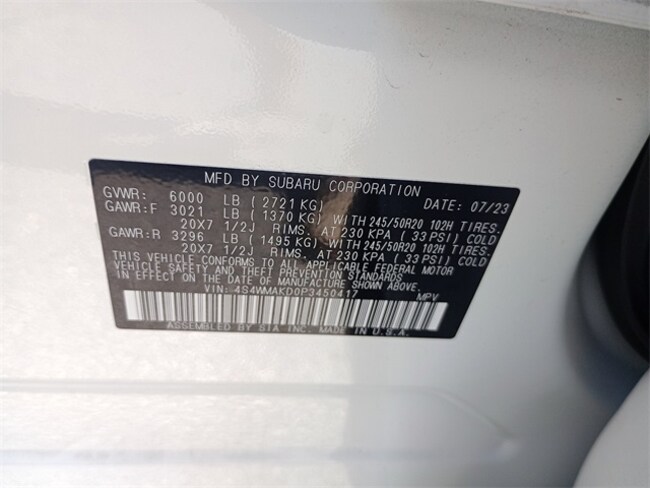 MFD BY SUBARU CORPORATION DATE: 07/23
GVWR: 6000 LB ( 2721 KG)
GAWR:F 3021 LB ( 1370 KG) WITH 245/50R20 102H TIRES.
20X7 1/2J RIMS. AT 230 KPA ( 33 PSI) COLD
GAWR:R 3296 LB ( 1495 KG) WITH 245/50R20 102H TIRES.
20X7 1/2J RIMS. AT 230 KPA ( 33 PSI) COLD
THIS VEHICLE CONFORMS TO ALL APPLICABLE FEDERAL MOTOR
VEHICLE SAFETY AND THEFT PREVENTION STANDARDS
IN EFFECT ON THE DATE OF MANUFACTURE SHOWN ABOVE.
VIN: 4S4WMAKD0P3450417 MPV
ASSEMBLED BY SIA INC. MADE IN U.S.A.